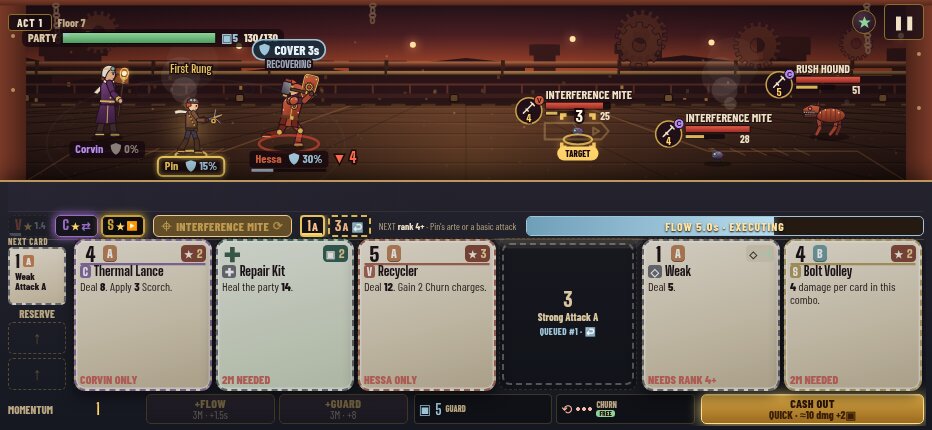 ACT 1 Floor 7
PARTY 5 130/130
COVER 3s
RECOVERING
First Rung
RUSH HOUND
C
5
51
INTERFERENCE MITE
V
4
3
25
TARGET
INTERFERENCE MITE
C
4
28
Corvin 0%
Pin 15%
Hessa 30% 4
V ★ 1.4 C★⇄ S★▶ INTERFERENCE MITE ⟳ 1A 3A NEXT rank 4+ · Pin's arte or a basic attack FLOW 5.0s · EXECUTING
NEXT CARD
1 A
Weak
Attack A
RESERVE
↑
↑
4 A ★ 2
C Thermal Lance
Deal 8. Apply 3 Scorch.
CORVIN ONLY
2
Repair Kit
Heal the party 14.
2M NEEDED
5 A ★ 3
V Recycler
Deal 12. Gain 2 Churn charges.
HESSA ONLY
3
Strong Attack A
QUEUED #1 · ↩
1 A
Weak
Deal 5.
NEEDS RANK 4+
4 B ★ 2
S Bolt Volley
4 damage per card in this
combo.
2M NEEDED
MOMENTUM 1
+FLOW
3M · +1.5s
+GUARD
3M · +8
5 GUARD
CHURN
FREE
CASH OUT
QUICK · ≈10 dmg +2